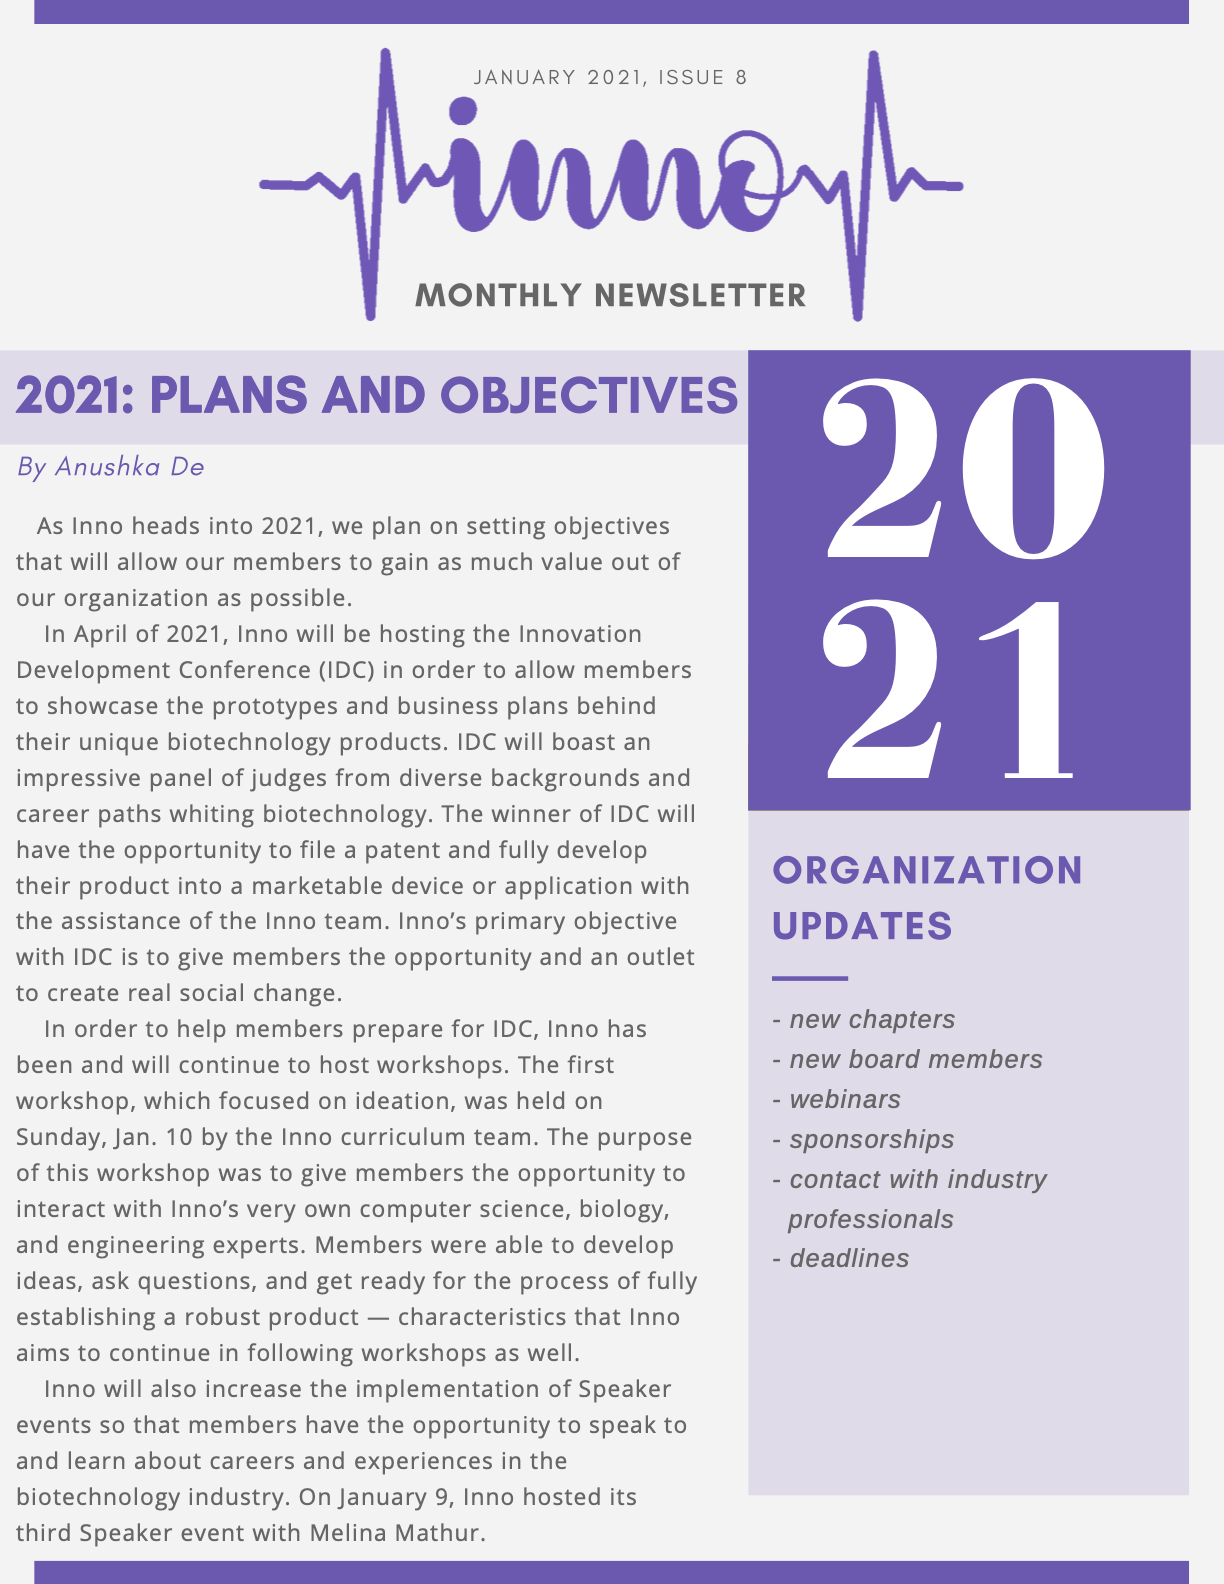 JANUARY 2021, ISSUE 8
inno
MONTHLY NEWSLETTER
2021: PLANS AND OBJECTIVES
By Anushka De
As Inno heads into 2021, we plan on setting objectives
that will allow our members to gain as much value out of
our organization as possible.
In April of 2021, Inno will be hosting the Innovation
Development Conference (IDC) in order to allow members
to showcase the prototypes and business plans behind
their unique biotechnology products. IDC will boast an
impressive panel of judges from diverse backgrounds and
career paths whiting biotechnology. The winner of IDC will
have the opportunity to file a patent and fully develop
their product into a marketable device or application with
the assistance of the Inno team. Inno’s primary objective
with IDC is to give members the opportunity and an outlet
to create real social change.
In order to help members prepare for IDC, Inno has
been and will continue to host workshops. The first
workshop, which focused on ideation, was held on
Sunday, Jan. 10 by the Inno curriculum team. The purpose
of this workshop was to give members the opportunity to
interact with Inno’s very own computer science, biology,
and engineering experts. Members were able to develop
ideas, ask questions, and get ready for the process of fully
establishing a robust product — characteristics that Inno
aims to continue in following workshops as well.
Inno will also increase the implementation of Speaker
events so that members have the opportunity to speak to
and learn about careers and experiences in the
biotechnology industry. On January 9, Inno hosted its
third Speaker event with Melina Mathur.
20
21
ORGANIZATION
UPDATES
- new chapters
- new board members
- webinars
- sponsorships
- contact with industry
professionals
- deadlines